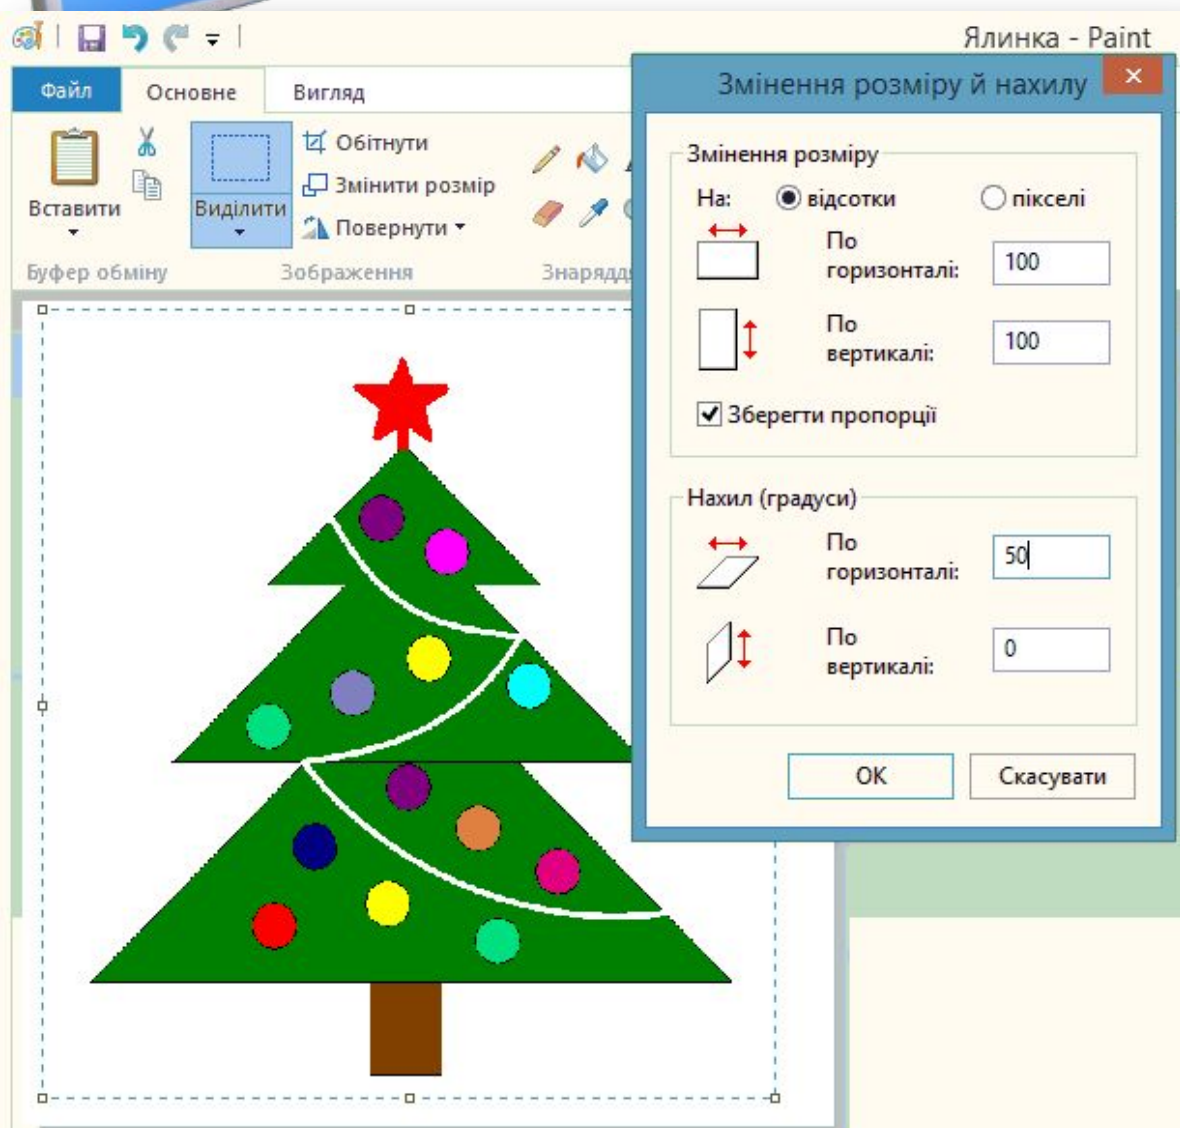 Ялинка - Paint
Файл
Основне
Вигляд
Вставити
Виділити
Обітнути
Змінити розмір
Повернути
Буфер обміну
Зображення
Знаряддя
Змінення розміру й нахилу
Змінення розміру
На:
відсотки
пікселі
По
горизонталі:
100
По
вертикалі:
100
Зберегти пропорції
Нахил (градуси)
По
горизонталі:
50
По
вертикалі:
0
ОК
Скасувати